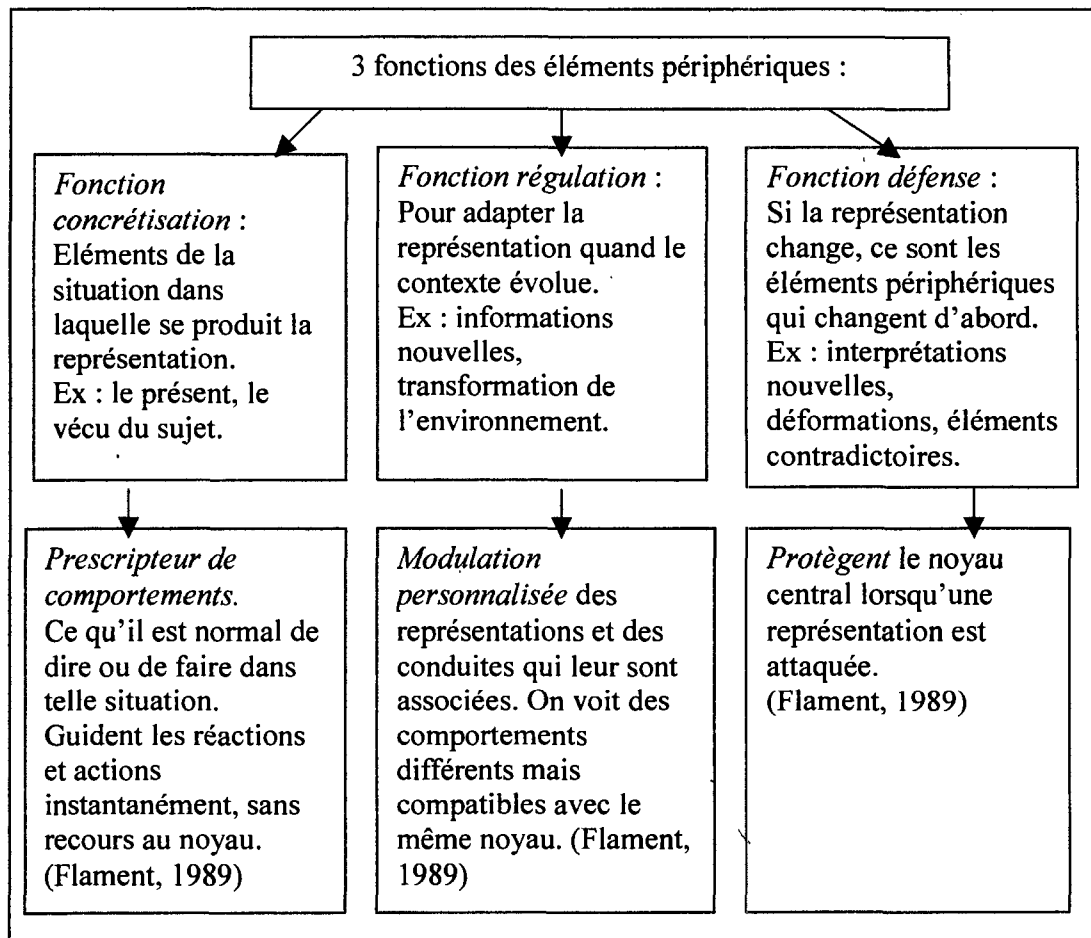 3 fonctions des éléments périphériques :
Fonction
concrétisation :
Eléments de la
situation dans
laquelle se produit la
représentation.
Ex : le présent, le
vécu du sujet.
Fonction régulation :
Pour adapter la
représentation quand le
contexte évolue.
Ex : informations
nouvelles,
transformation de
l'environnement.
Fonction défense :
Si la représentation
change, ce sont les
éléments périphériques
qui changent d'abord.
Ex : interprétations
nouvelles,
déformations, éléments
contradictoires.
Prescripteur de
comportements.
Ce qu'il est normal de
dire ou de faire dans
telle situation.
Guident les réactions
et actions
instantanément, sans
recours au noyau.
(Flament, 1989)
Modulation
personnalisée des
représentations et des
conduites qui leur sont
associées. On voit des
comportements
différents mais
compatibles avec le
même noyau. (Flament,
1989)
Protègent le noyau
central lorsqu'une
représentation est
attaquée.
(Flament, 1989)